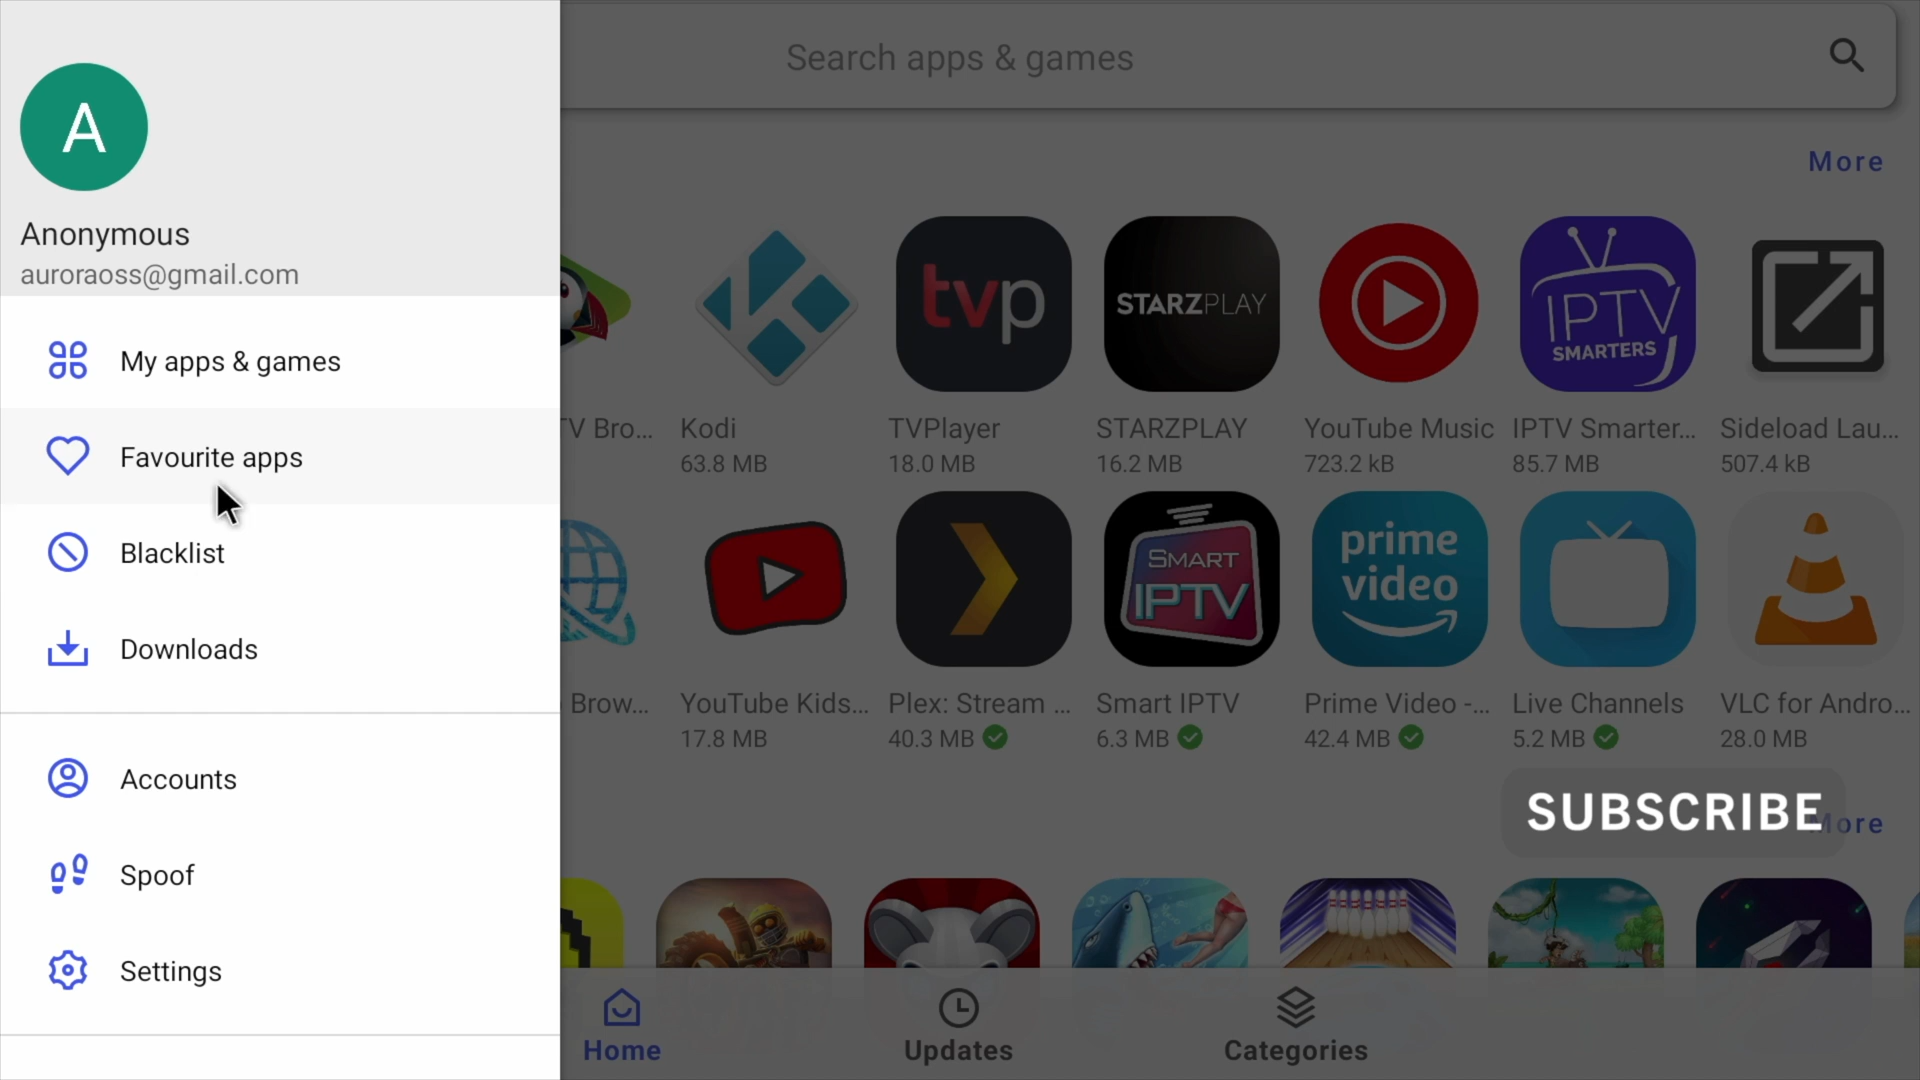 Search apps & games
A
Anonymous
auroraoss@gmail.com
My apps & games
Favourite apps
Blacklist
Downloads
Accounts
Spoof
Settings
More
tvp
STARZPLAY
IPTV
SMARTERS
TV Bro...
Kodi
63.8 MB
TVPlayer
18.0 MB
STARZPLAY
16.2 MB
YouTube Music
723.2 kB
IPTV Smarter...
85.7 MB
Sideload Lau...
507.4 kB
SMART
IPTV
prime
video
Brow...
YouTube Kids...
17.8 MB
Plex: Stream ...
40.3 MB
Smart IPTV
6.3 MB
Prime Video -...
42.4 MB
Live Channels
5.2 MB
VLC for Andro...
28.0 MB
SUBSCRIBE
More
Home
Updates
Categories